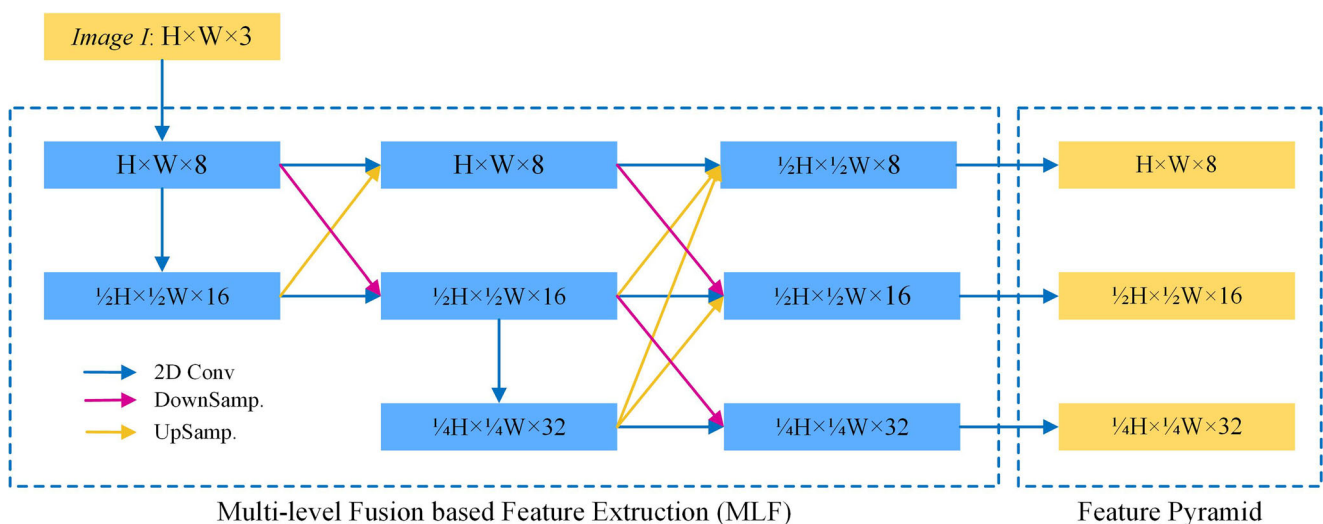 Image I: H×W×3
H×W×8
H×W×8
½H×½W×8
H×W×8
½H×½W×16
½H×½W×16
½H×½W×16
½H×½W×16
2D Conv
DownSamp.
UpSamp.
¼H×¼W×32
¼H×¼W×32
¼H×¼W×32
Multi-level Fusion based Feature Extraction (MLF)
Feature Pyramid